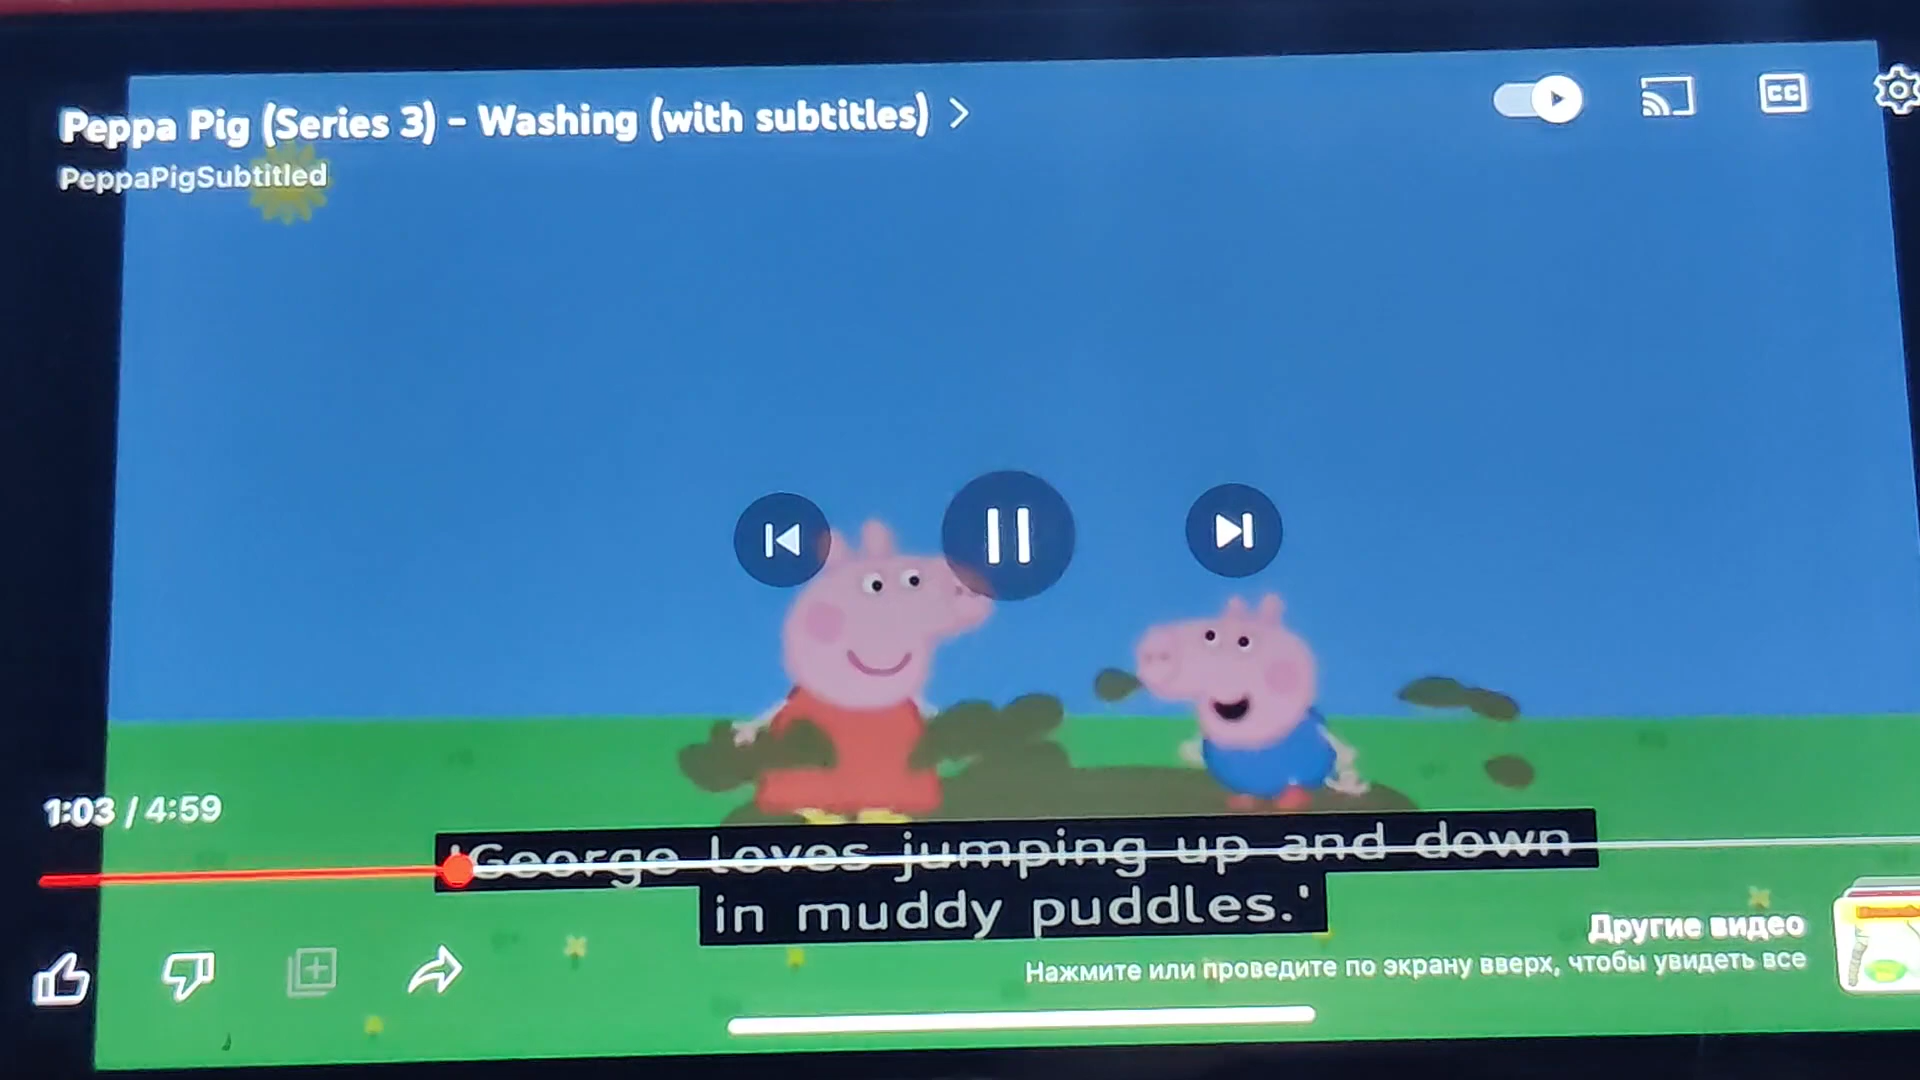 Peppa Pig (Series 3) - Washing (with subtitles)
PeppaPigSubtitled
CC
1:03 / 4:59
'George loves jumping up and down
in muddy puddles.'
Другие видео
Нажмите или проведите по экрану вверх, чтобы увидеть все